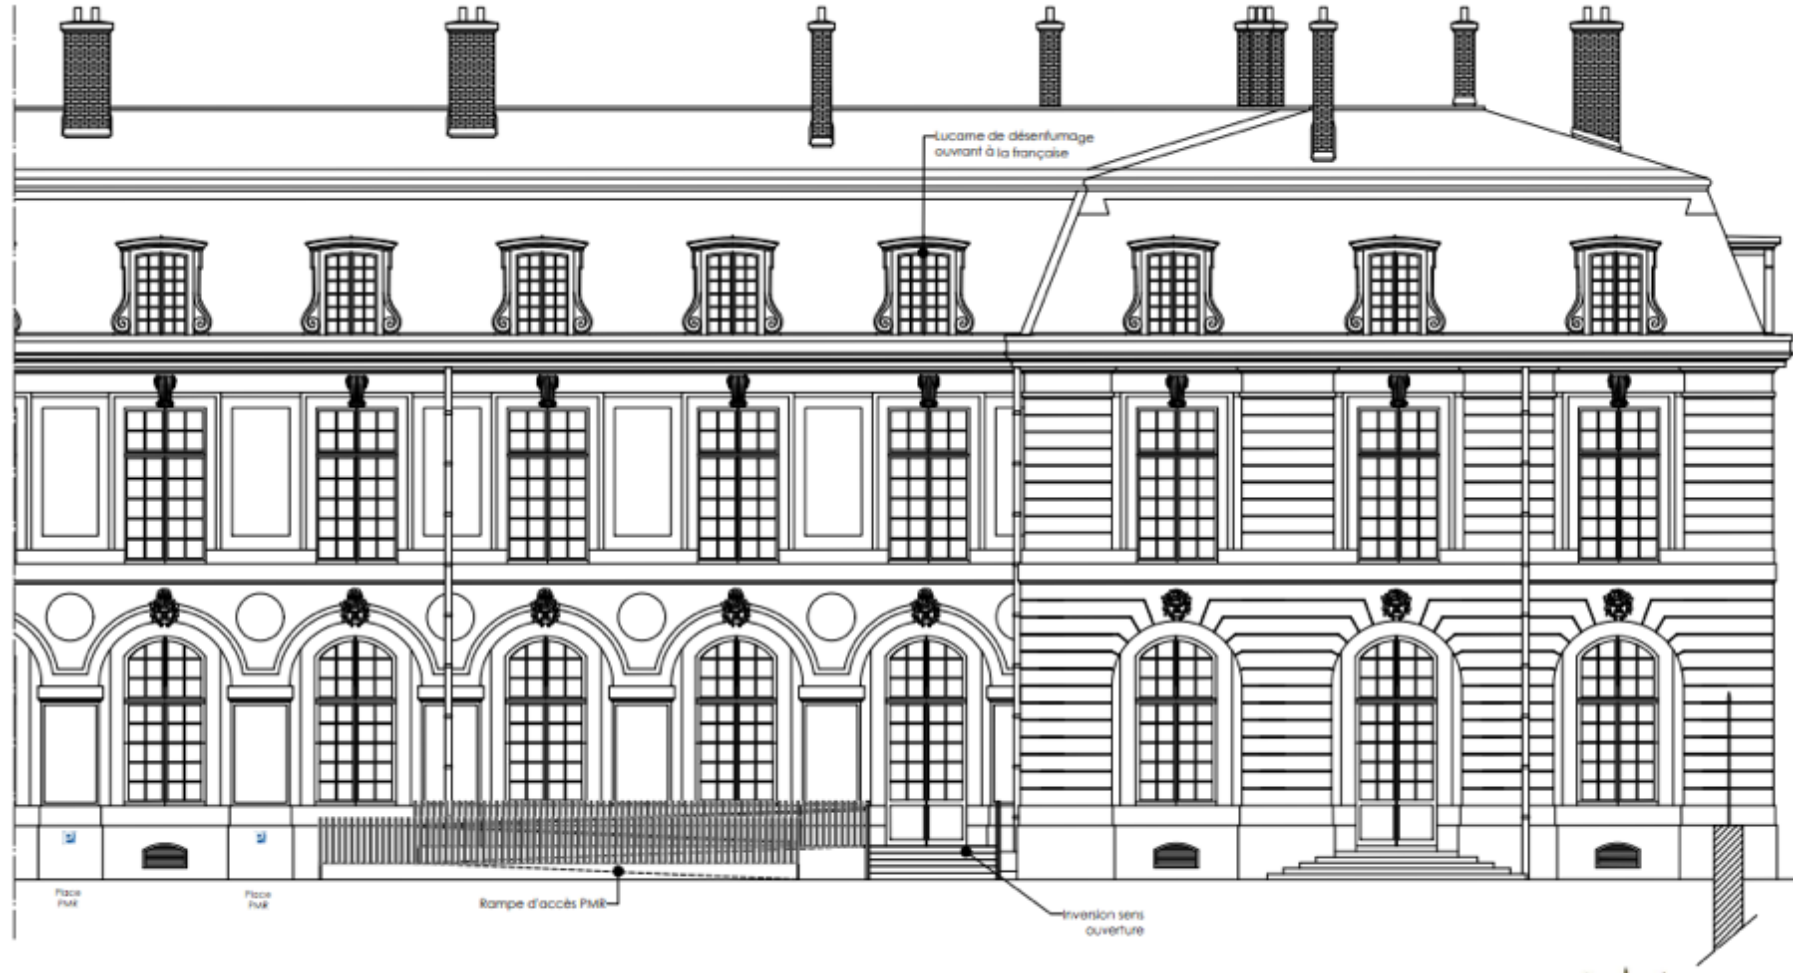 Lucarne de désenfumage
ouvrant à la française
Place
PMR
Place
PMR
Rampe d'accès PMR
Inversion sens
ouverture